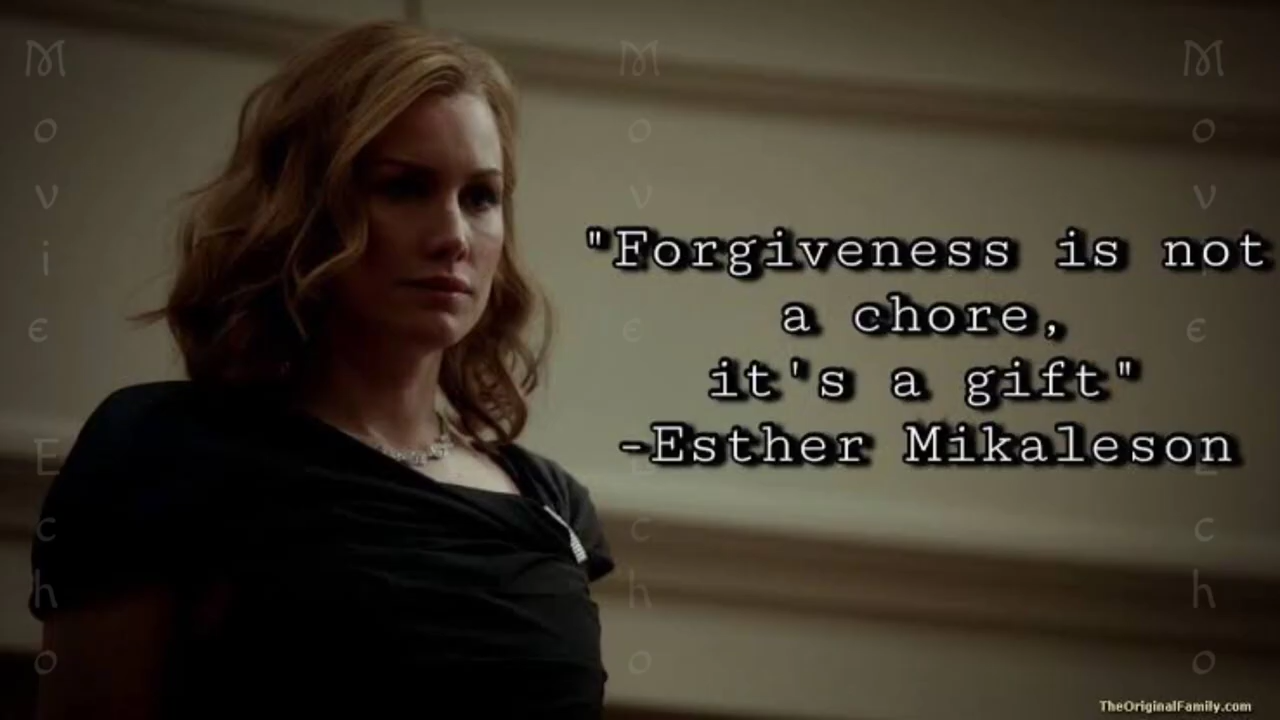 "Forgiveness is not
a chore,
it's a gift"
-Esther Mikaleson
Movie Echo
Movie Echo
Movie Echo
TheOriginalFamily.com